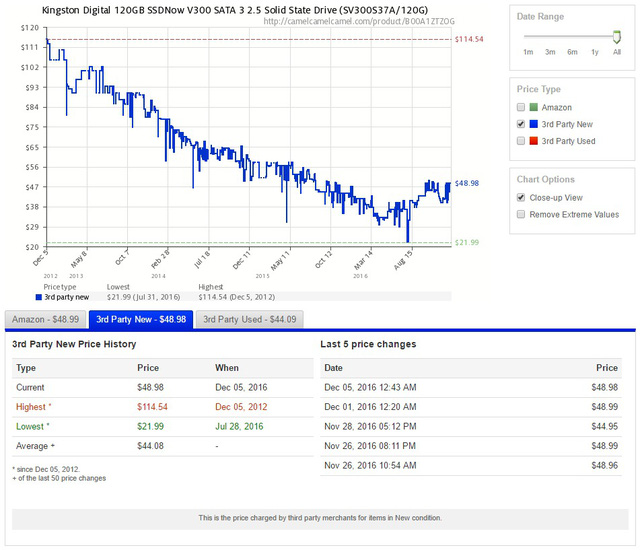 Kingston Digital 120GB SSDNow V300 SATA 3 2.5 Solid State Drive (SV300S37A/120G)
http://camelcamelcamel.com/product/B00A1ZTZOG
$120
$111
$102
$93
$84
$75
$65
$56
$47
$38
$29
$20
$114.54
$48.98
$21.99
Dec 5
May 8
Oct 7
Feb 28
Jul 18
Dec 11
May 11
Oct 12
Mar 14
Aug 15
2012 2013 2014 2015 2016
Price type Lowest Highest
3rd party new $21.99 (Jul 31, 2016) $114.54 (Dec 5, 2012)
Date Range
1m 3m 6m 1y All
Price Type
Amazon
3rd Party New
3rd Party Used
Chart Options
Close-up View
Remove Extreme Values
Amazon - $48.99 3rd Party New - $48.98 3rd Party Used - $44.09
3rd Party New Price History
Type Price When
Current $48.98 Dec 05, 2016
Highest * $114.54 Dec 05, 2012
Lowest * $21.99 Jul 28, 2016
Average + $44.08 -
* since Dec 05, 2012.
+ of the last 50 price changes
Last 5 price changes
Date Price
Dec 05, 2016 12:43 AM $48.98
Dec 01, 2016 12:20 AM $48.99
Nov 28, 2016 05:12 PM $44.95
Nov 26, 2016 08:11 PM $48.99
Nov 26, 2016 10:54 AM $48.96
This is the price charged by third party merchants for items in New condition.